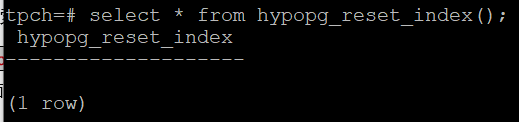 tpch=# select * from hypopg_reset_index();
 hypopg_reset_index
--------------------

(1 row)